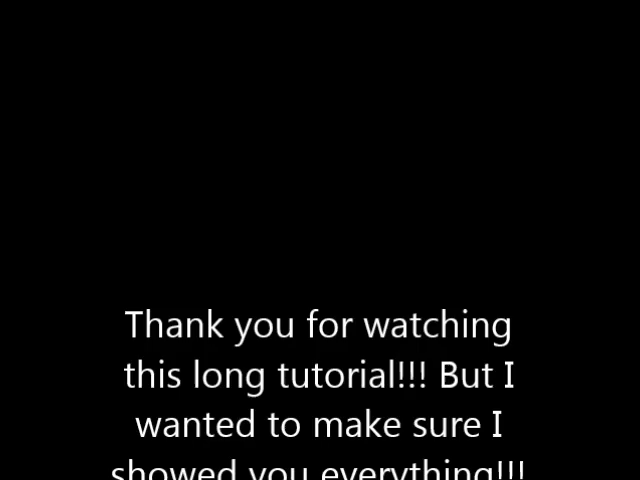 Thank you for watching
this long tutorial!!! But I
wanted to make sure I
showed you everything!!!